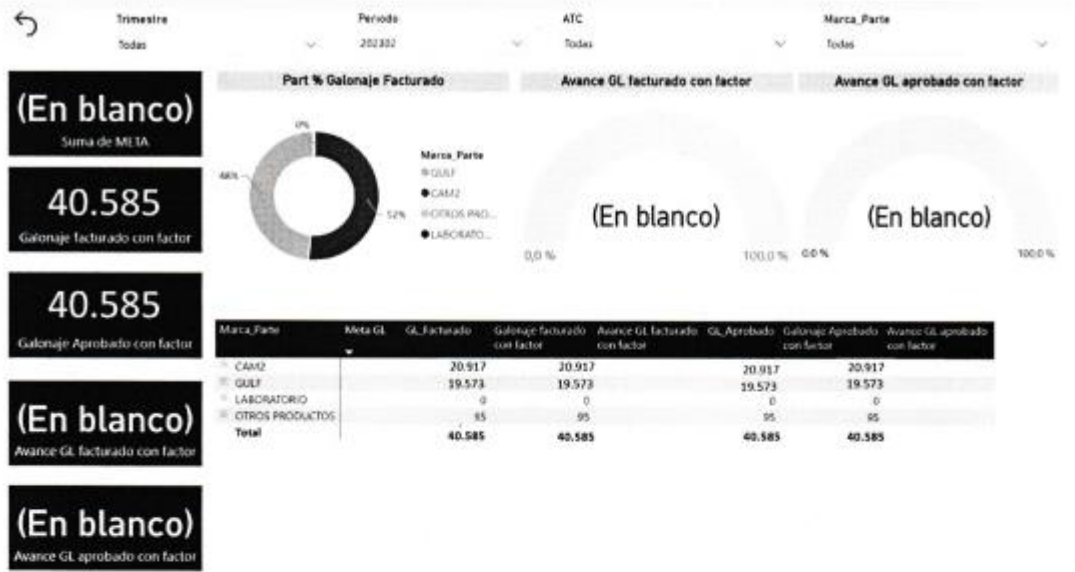 Trimestre
Todas
Periodo
202302
ATC
Todas
Marca_Parte
Todas
(En blanco)
Suma de META
40.585
Galonaje facturado con factor
40.585
Galonaje Aprobado con factor
(En blanco)
Avance GL facturado con factor
(En blanco)
Avance GL aprobado con factor
Part % Galonaje Facturado
0%
48%
52%
Marca_Parte
GULF
CAM2
OTROS PRO...
LABORATO...
Avance GL facturado con factor
(En blanco)
0,0 %
100,0 %
Avance GL aprobado con factor
(En blanco)
0,0 %
100,0 %
Marca_Parte Meta GL GL_Facturado Galonaje facturado con factor Avance GL facturado con factor GL_Aprobado Galonaje Aprobado con factor Avance GL aprobado con factor
CAM2 20.917 20.917 20.917 20.917
GULF 19.573 19.573 19.573 19.573
LABORATORIO 0 0 0 0
OTROS PRODUCTOS 95 95 95 95
Total 40.585 40.585 40.585 40.585